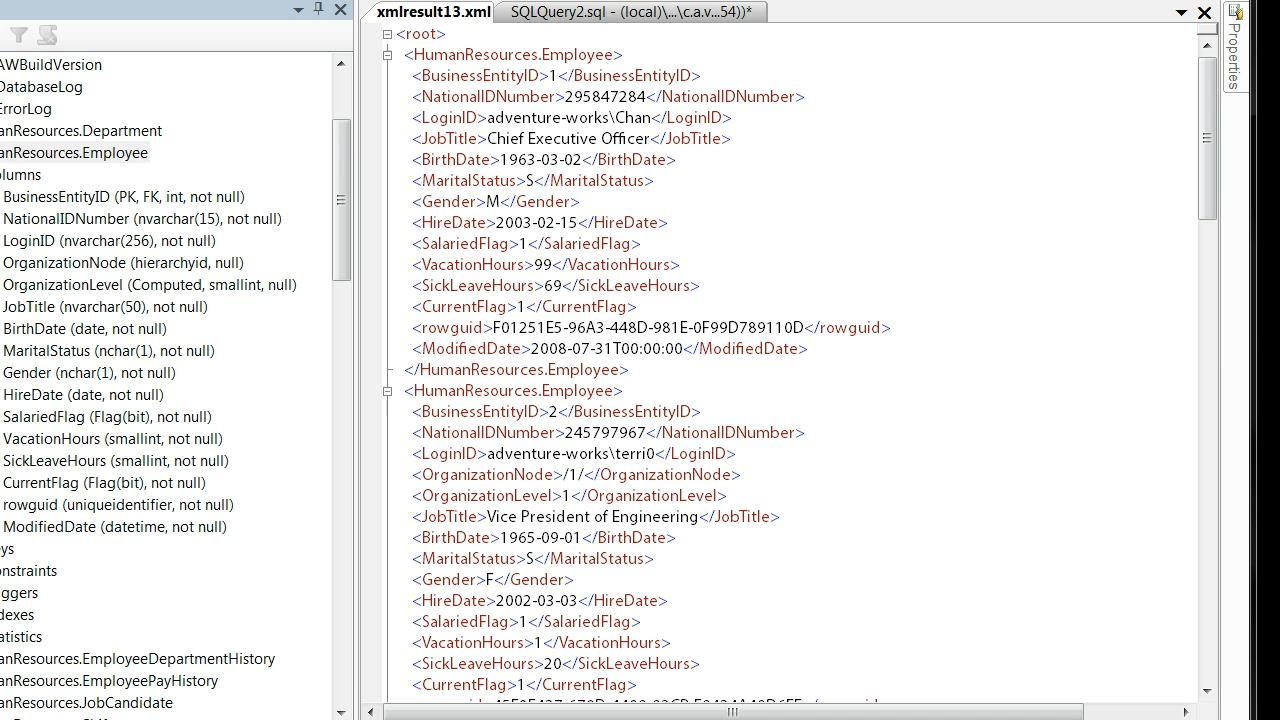 xmlresult13.xml
SQLQuery2.sql - (local)\...\c.a.v...54))*
Properties
AWBuildVersion
DatabaseLog
ErrorLog
anResources.Department
anResources.Employee
olumns
BusinessEntityID (PK, FK, int, not null)
NationalIDNumber (nvarchar(15), not null)
LoginID (nvarchar(256), not null)
OrganizationNode (hierarchyid, null)
OrganizationLevel (Computed, smallint, null)
JobTitle (nvarchar(50), not null)
BirthDate (date, not null)
MaritalStatus (nchar(1), not null)
Gender (nchar(1), not null)
HireDate (date, not null)
SalariedFlag (Flag(bit), not null)
VacationHours (smallint, not null)
SickLeaveHours (smallint, not null)
CurrentFlag (Flag(bit), not null)
rowguid (uniqueidentifier, not null)
ModifiedDate (datetime, not null)
ys
onstraints
iggers
dexes
atistics
anResources.EmployeeDepartmentHistory
anResources.EmployeePayHistory
anResources.JobCandidate
<root>
<HumanResources.Employee>
<BusinessEntityID>1</BusinessEntityID>
<NationalIDNumber>295847284</NationalIDNumber>
<LoginID>adventure-works\Chan</LoginID>
<JobTitle>Chief Executive Officer</JobTitle>
<BirthDate>1963-03-02</BirthDate>
<MaritalStatus>S</MaritalStatus>
<Gender>M</Gender>
<HireDate>2003-02-15</HireDate>
<SalariedFlag>1</SalariedFlag>
<VacationHours>99</VacationHours>
<SickLeaveHours>69</SickLeaveHours>
<CurrentFlag>1</CurrentFlag>
<rowguid>F01251E5-96A3-448D-981E-0F99D789110D</rowguid>
<ModifiedDate>2008-07-31T00:00:00</ModifiedDate>
</HumanResources.Employee>
<HumanResources.Employee>
<BusinessEntityID>2</BusinessEntityID>
<NationalIDNumber>245797967</NationalIDNumber>
<LoginID>adventure-works\terri0</LoginID>
<OrganizationNode>/1/</OrganizationNode>
<OrganizationLevel>1</OrganizationLevel>
<JobTitle>Vice President of Engineering</JobTitle>
<BirthDate>1965-09-01</BirthDate>
<MaritalStatus>S</MaritalStatus>
<Gender>F</Gender>
<HireDate>2002-03-03</HireDate>
<SalariedFlag>1</SalariedFlag>
<VacationHours>1</VacationHours>
<SickLeaveHours>20</SickLeaveHours>
<CurrentFlag>1</CurrentFlag>